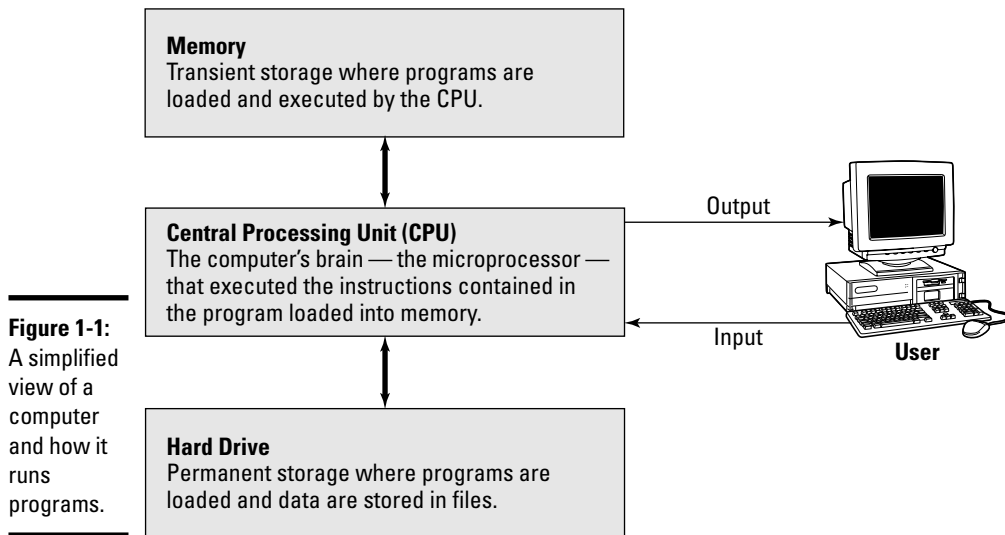 Memory
Transient storage where programs are
loaded and executed by the CPU.
Output
Central Processing Unit (CPU)
The computer's brain — the microprocessor —
that executed the instructions contained in
the program loaded into memory.
Input
User
Hard Drive
Permanent storage where programs are
loaded and data are stored in files.
Figure 1-1:
A simplified
view of a
computer
and how it
runs
programs.